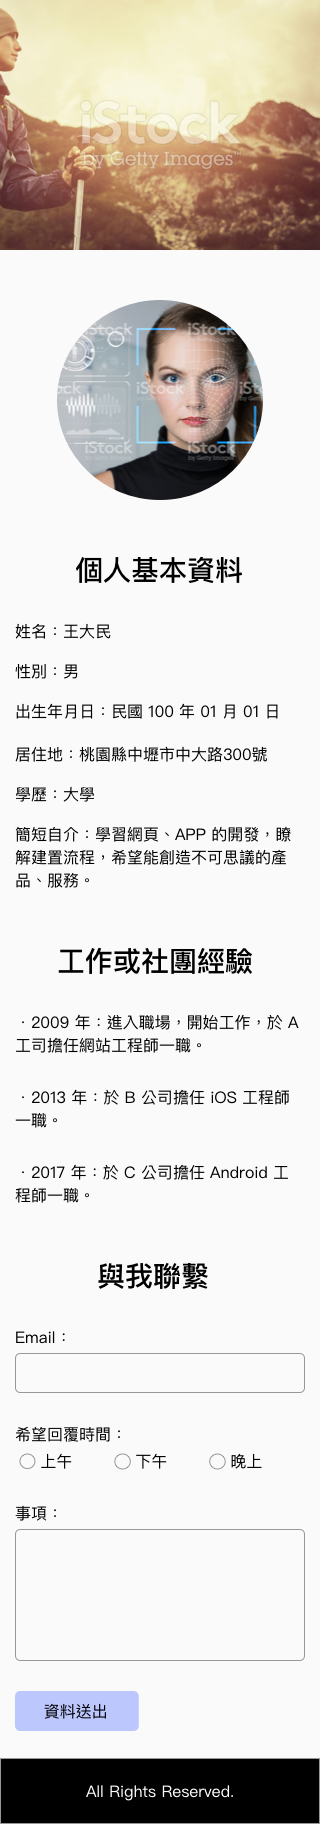 iStock
by Getty Images™
iStock
iStock
iStock
iStock
iStock
iStock
個人基本資料
姓名：王大民
性別：男
出生年月日：民國 100 年 01 月 01 日
居住地：桃園縣中壢市中大路300號
學歷：大學
簡短自介：學習網頁、APP 的開發，瞭
解建置流程，希望能創造不可思議的產
品、服務。
工作或社團經驗
．2009 年：進入職場，開始工作，於 A
工司擔任網站工程師一職。
．2013 年：於 B 公司擔任 iOS 工程師
一職。
．2017 年：於 C 公司擔任 Android 工
程師一職。
與我聯繫
Email：
希望回覆時間：
上午 下午 晚上
事項：
資料送出
All Rights Reserved.